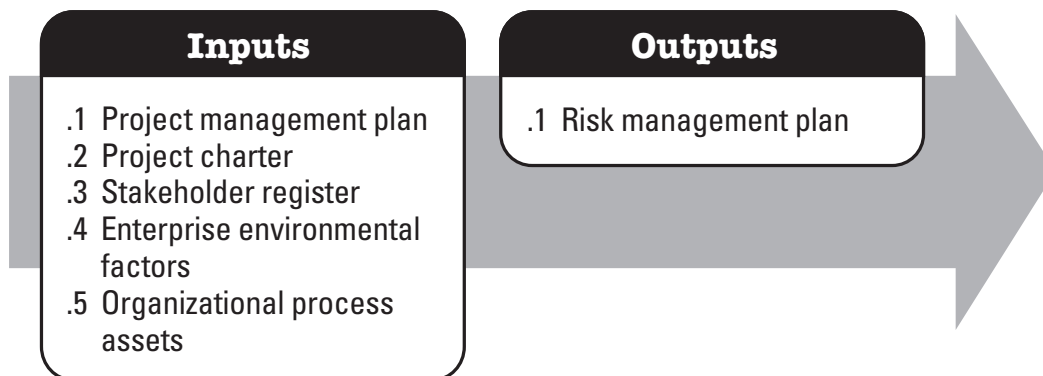 Inputs
.1 Project management plan
.2 Project charter
.3 Stakeholder register
.4 Enterprise environmental
factors
.5 Organizational process
assets
Outputs
.1 Risk management plan